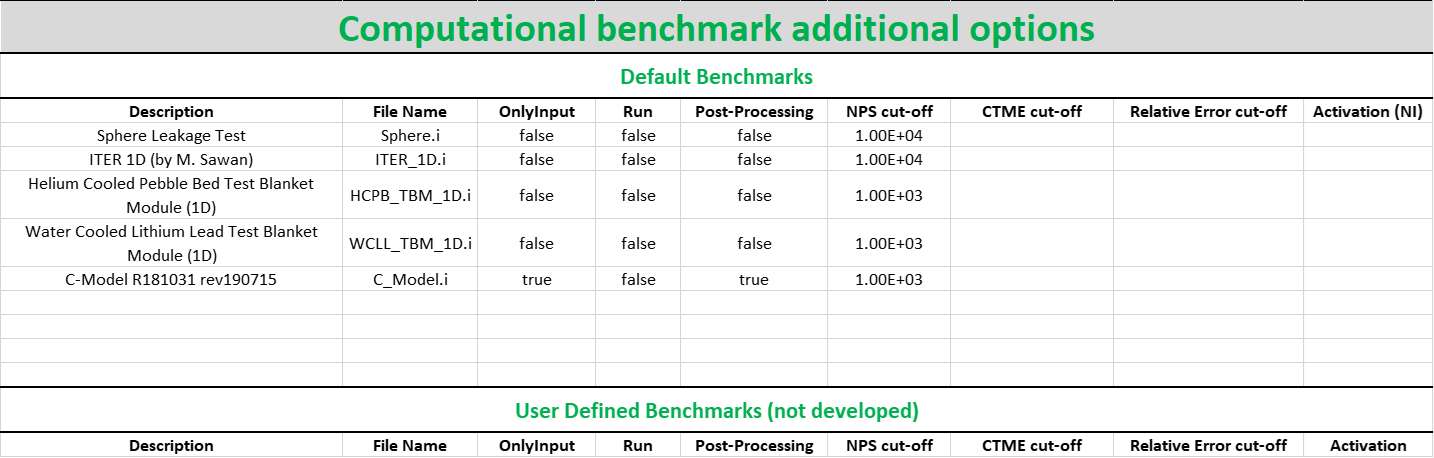 Computational benchmark additional options
Default Benchmarks
Description File Name OnlyInput Run Post-Processing NPS cut-off CTME cut-off Relative Error cut-off Activation (NI)
Sphere Leakage Test Sphere.i false false false 1.00E+04
ITER 1D (by M. Sawan) ITER_1D.i false false false 1.00E+04
Helium Cooled Pebble Bed Test Blanket
Module (1D) HCPB_TBM_1D.i false false false 1.00E+03
Water Cooled Lithium Lead Test Blanket
Module (1D) WCLL_TBM_1D.i false false false 1.00E+03
C-Model R181031 rev190715 C_Model.i true false true 1.00E+03
User Defined Benchmarks (not developed)
Description File Name OnlyInput Run Post-Processing NPS cut-off CTME cut-off Relative Error cut-off Activation